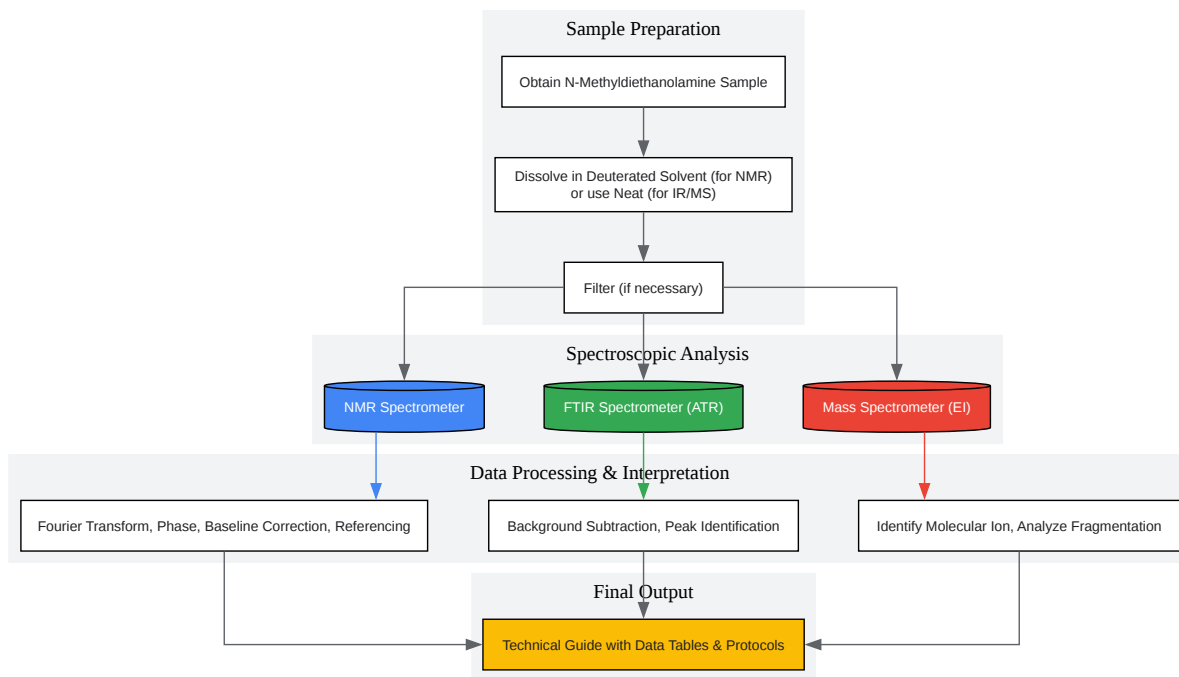 Sample Preparation
Obtain N-Methyldiethanolamine Sample
Dissolve in Deuterated Solvent (for NMR)
or use Neat (for IR/MS)
Filter (if necessary)
Spectroscopic Analysis
NMR Spectrometer
FTIR Spectrometer (ATR)
Mass Spectrometer (EI)
Data Processing & Interpretation
Fourier Transform, Phase, Baseline Correction, Referencing
Background Subtraction, Peak Identification
Identify Molecular Ion, Analyze Fragmentation
Final Output
Technical Guide with Data Tables & Protocols